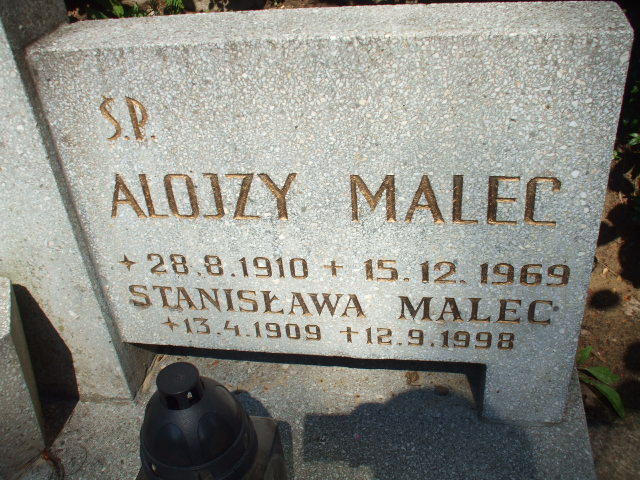 Ś.P.
ALOJZY MALEC
✦ 28.8.1910 + 15.12.1969
STANISŁAWA MALEC
✦ 13.4.1909 + 12.9.1998